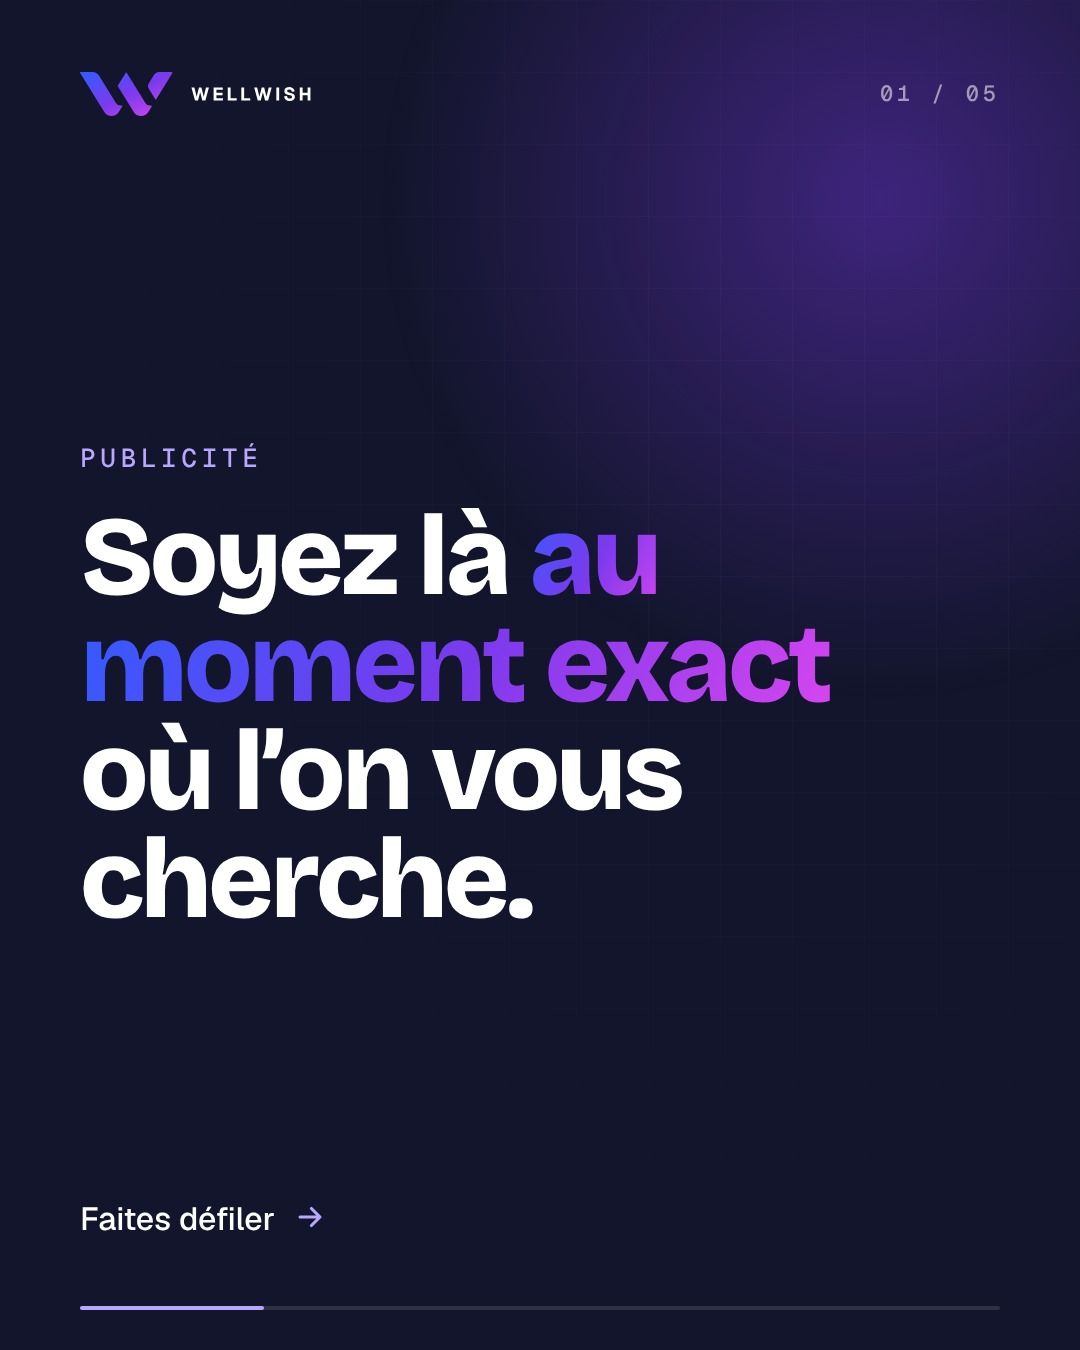 WELLWISH
01 / 05
PUBLICITÉ
Soyez là au
moment exact
où l’on vous
cherche.
Faites défiler →